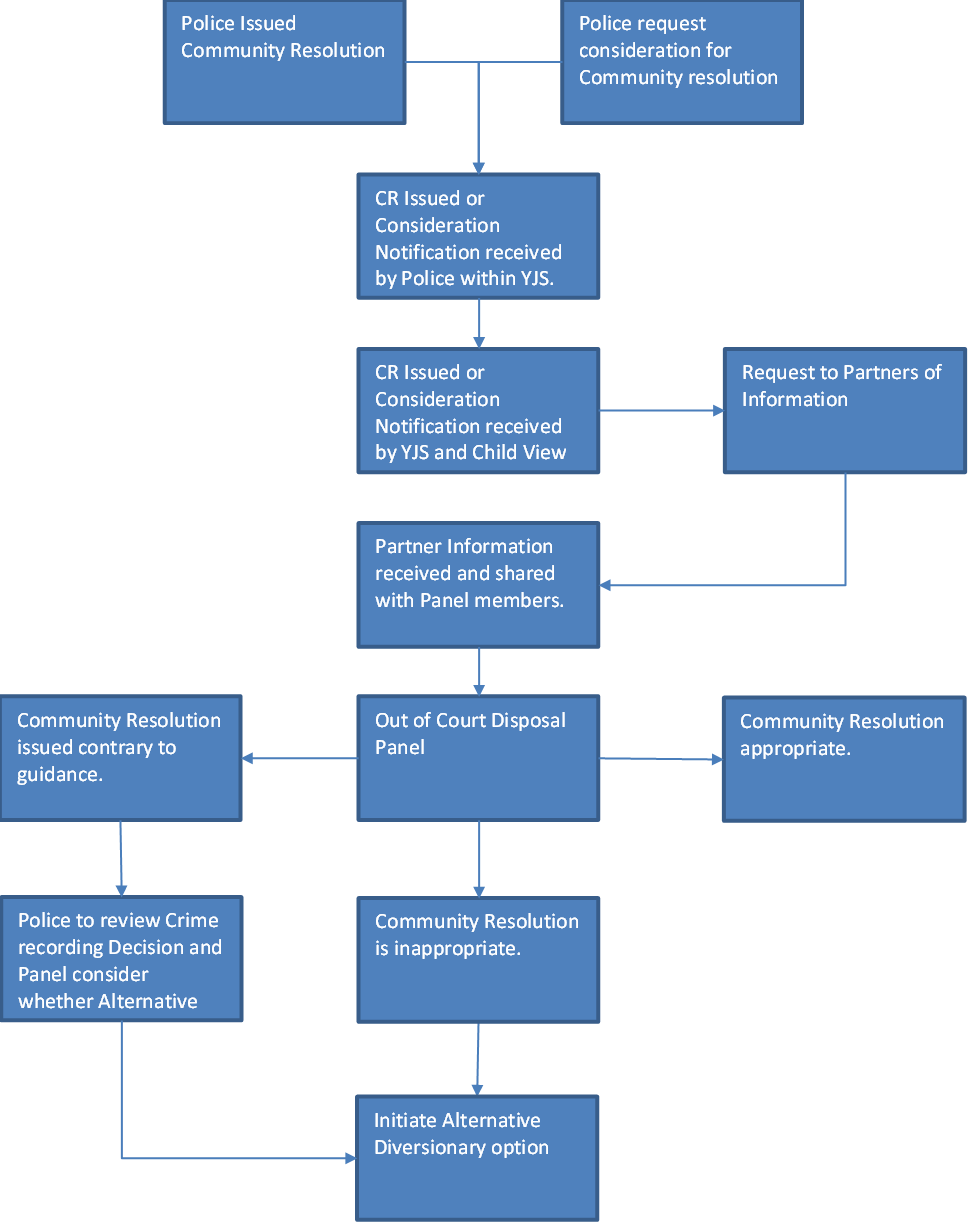 Police Issued
Community Resolution
Police request
consideration for
Community resolution
CR Issued or
Consideration
Notification received
by Police within YJS.
CR Issued or
Consideration
Notification received
by YJS and Child View
Request to Partners of
Information
Partner Information
received and shared
with Panel members.
Community Resolution
issued contrary to
guidance.
Out of Court Disposal
Panel
Community Resolution
appropriate.
Police to review Crime
recording Decision and
Panel consider
whether Alternative
Community Resolution
is inappropriate.
Initiate Alternative
Diversionary option